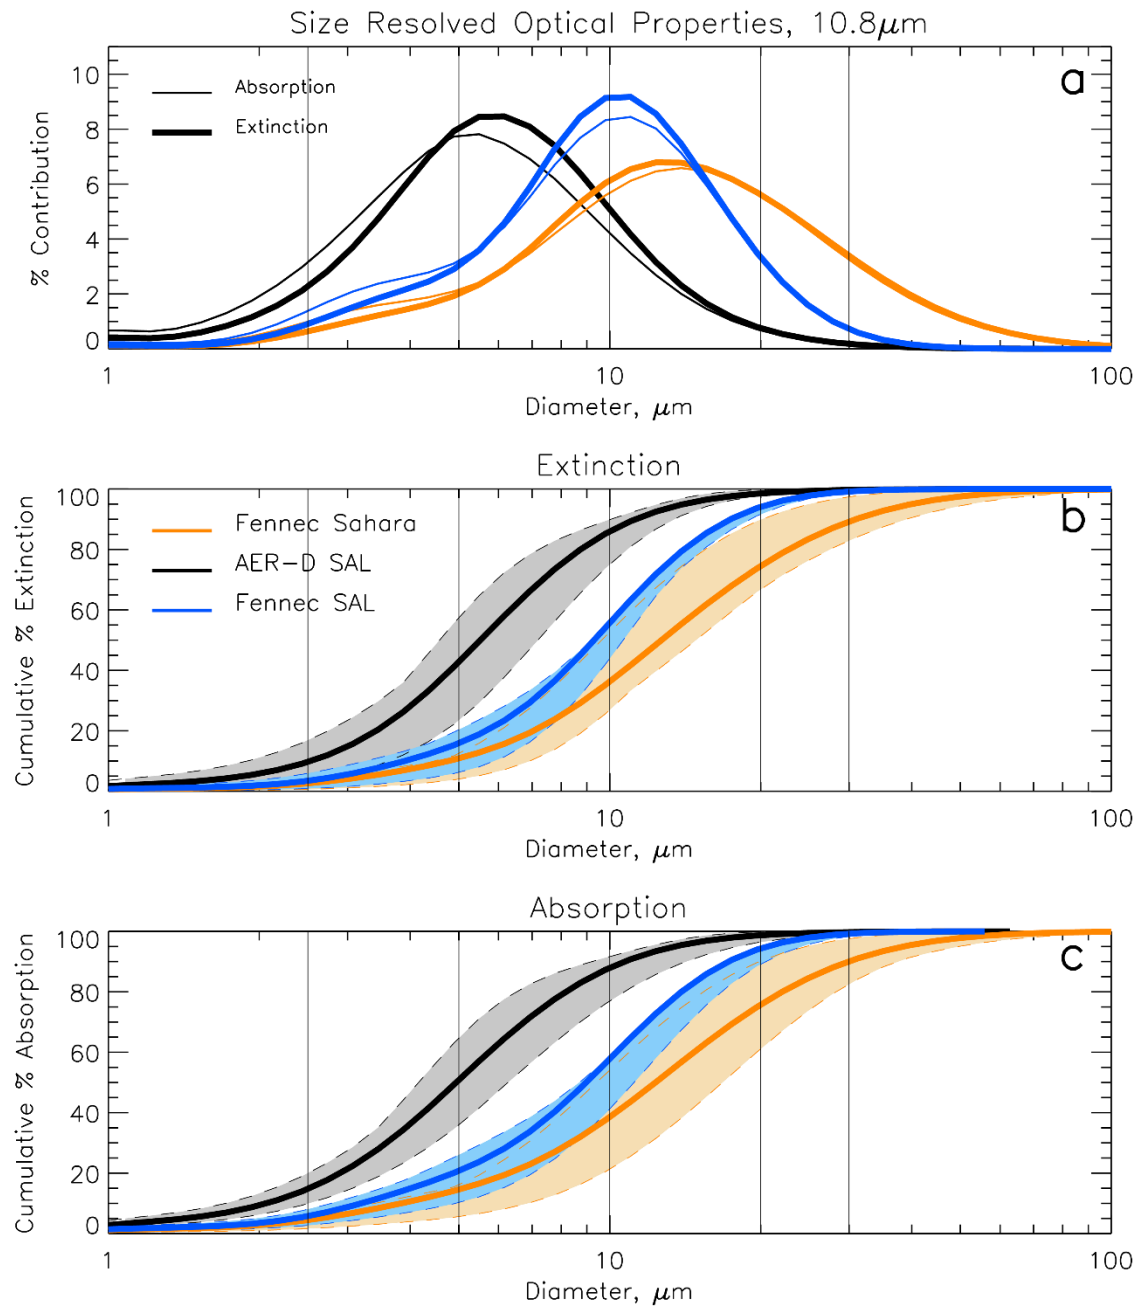 Size Resolved Optical Properties, 10.8μm
a
Absorption
Extinction
% Contribution
10
8
6
4
2
0
1
10
100
Diameter, μm
Extinction
b
Fennec Sahara
AER-D SAL
Fennec SAL
Cumulative % Extinction
100
80
60
40
20
0
1
10
100
Diameter, μm
Absorption
c
Cumulative % Absorption
100
80
60
40
20
0
1
10
100
Diameter, μm